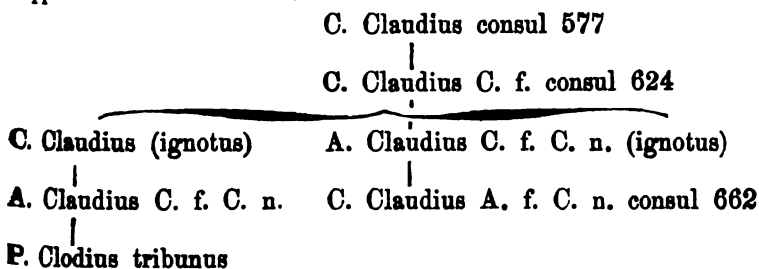 C. Claudius consul 577
C. Claudius C. f. consul 624
C. Claudius (ignotus) A. Claudius C. f. C. n. (ignotus)
A. Claudius C. f. C. n. C. Claudius A. f. C. n. consul 662
P. Clodius tribunus